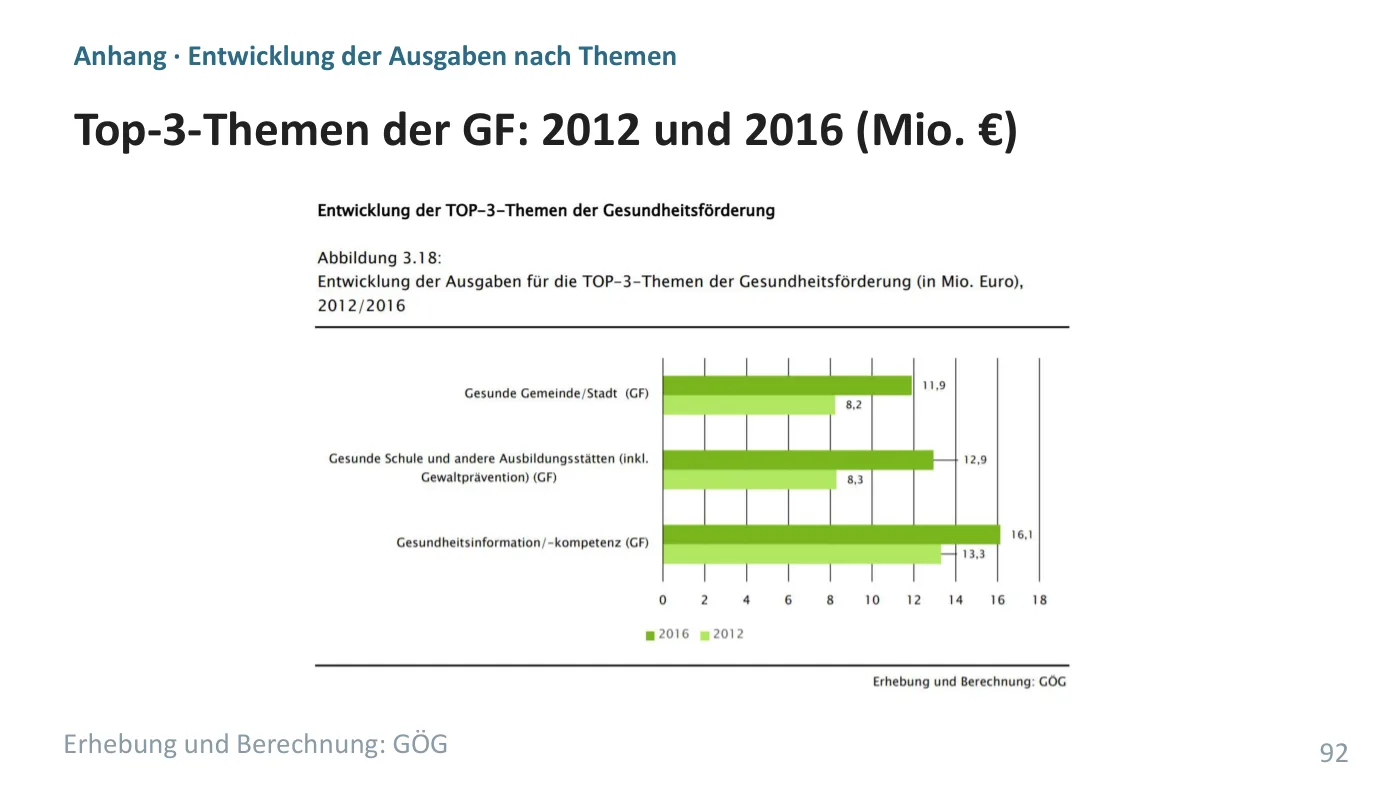 Anhang · Entwicklung der Ausgaben nach Themen
Top-3-Themen der GF: 2012 und 2016 (Mio. €)
Entwicklung der TOP-3-Themen der Gesundheitsförderung
Abbildung 3.18:
Entwicklung der Ausgaben für die TOP-3-Themen der Gesundheitsförderung (in Mio. Euro),
2012/2016
Gesunde Gemeinde/Stadt (GF)
11,9
8,2
Gesunde Schule und andere Ausbildungsstätten (inkl.
Gewaltprävention) (GF)
12,9
8,3
Gesundheitsinformation/-kompetenz (GF)
16,1
13,3
0 2 4 6 8 10 12 14 16 18
2016 2012
Erhebung und Berechnung: GÖG
Erhebung und Berechnung: GÖG
92